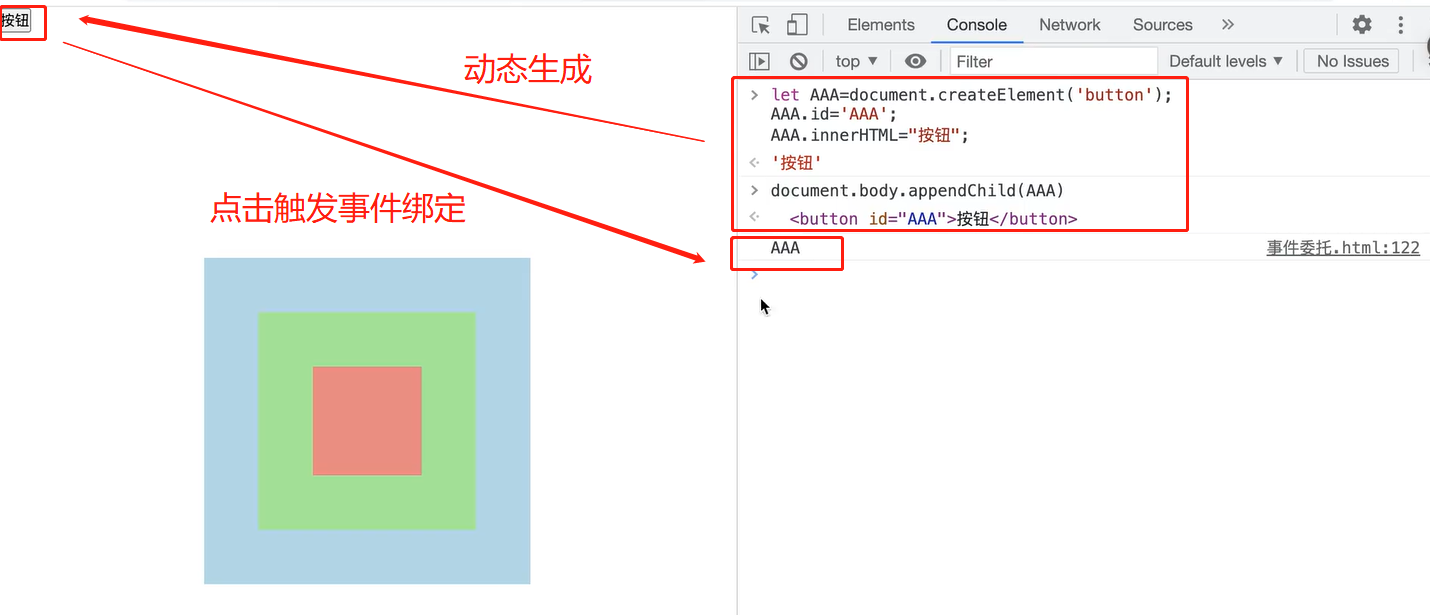 按钮
动态生成
点击触发事件绑定
Elements Console Network Sources
top Filter Default levels No Issues
let AAA=document.createElement('button');
AAA.id='AAA';
AAA.innerHTML="按钮";
'按钮'
document.body.appendChild(AAA)
<button id="AAA">按钮</button>
AAA 事件委托.html:122